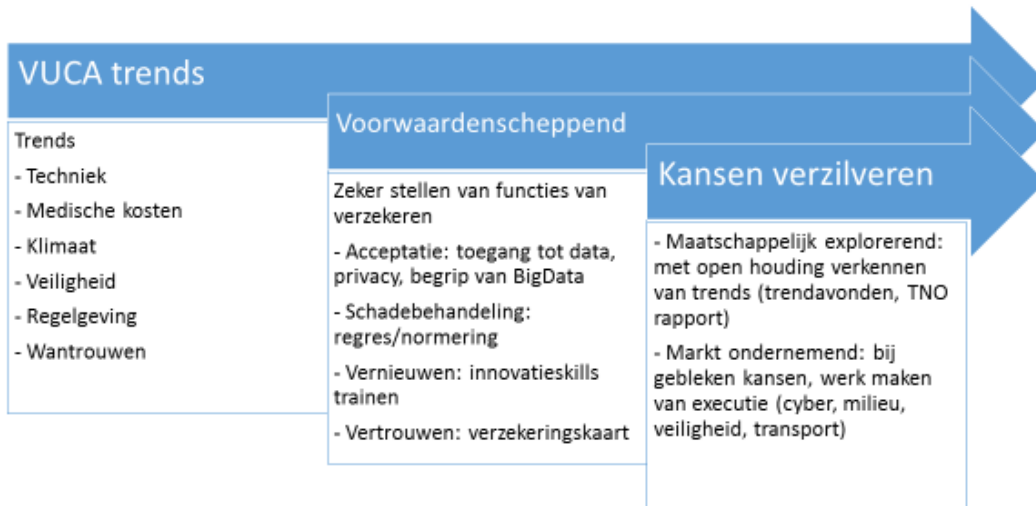 VUCA trends
Trends
- Techniek
- Medische kosten
- Klimaat
- Veiligheid
- Regelgeving
- Wantrouwen
Voorwaardenscheppend
Zeker stellen van functies van
verzekeren
- Acceptatie: toegang tot data,
privacy, begrip van BigData
- Schadebehandeling:
regres/normering
- Vernieuwen: innovatieskills
trainen
- Vertrouwen: verzekeringskaart
Kansen verzilveren
- Maatschappelijk explorerend:
met open houding verkennen
van trends (trendavonden, TNO
rapport)
- Markt ondernemend: bij
gebleken kansen, werk maken
van executie (cyber, milieu,
veiligheid, transport)